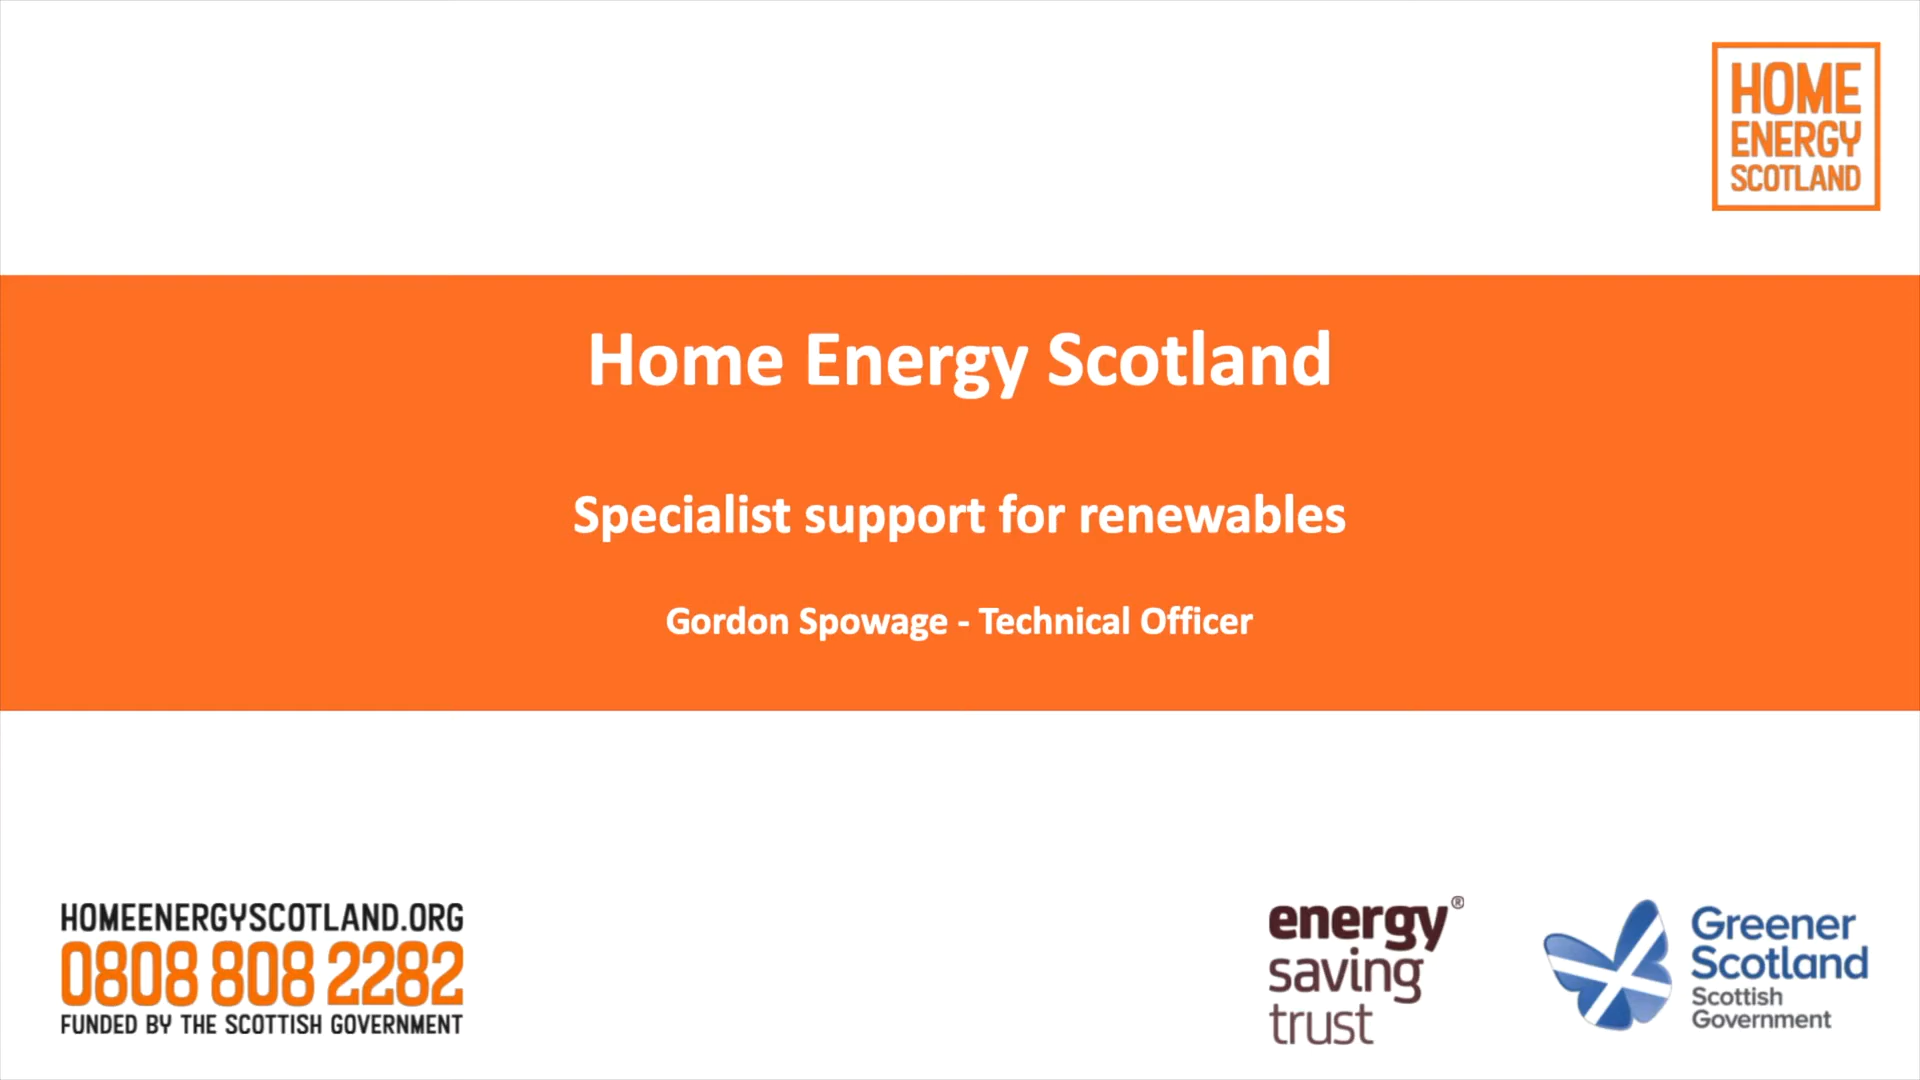 HOME
ENERGY
SCOTLAND
Home Energy Scotland
Specialist support for renewables
Gordon Spowage - Technical Officer
HOMEENERGYSCOTLAND.ORG
0808 808 2282
FUNDED BY THE SCOTTISH GOVERNMENT
energy®
saving
trust
Greener
Scotland
Scottish
Government